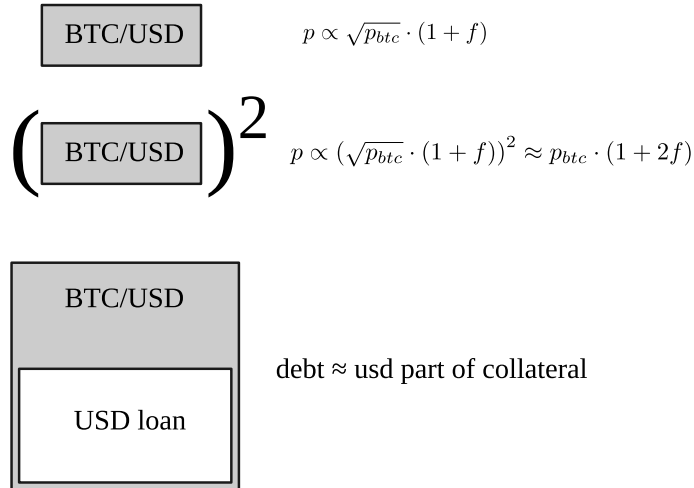 BTC/USD
p ∝ √p_btc · (1 + f)
( BTC/USD )²
p ∝ (√p_btc · (1 + f))² ≈ p_btc · (1 + 2f)
BTC/USD
debt ≈ usd part of collateral
USD loan